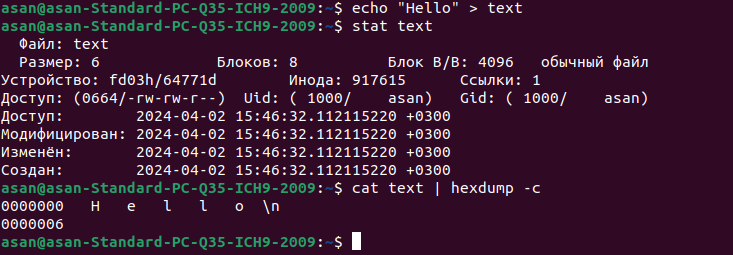 asan@asan-Standard-PC-Q35-ICH9-2009:~$ echo "Hello" > text
asan@asan-Standard-PC-Q35-ICH9-2009:~$ stat text
  Файл: text
  Размер: 6         	Блоков: 8          Блок В/В: 4096   обычный файл
Устройство: fd03h/64771d	Инода: 917615      Ссылки: 1
Доступ: (0664/-rw-rw-r--)  Uid: ( 1000/    asan)   Gid: ( 1000/    asan)
Доступ:        2024-04-02 15:46:32.112115220 +0300
Модифицирован: 2024-04-02 15:46:32.112115220 +0300
Изменён:       2024-04-02 15:46:32.112115220 +0300
Создан:        2024-04-02 15:46:32.112115220 +0300
asan@asan-Standard-PC-Q35-ICH9-2009:~$ cat text | hexdump -c
0000000   H   e   l   l   o  \n
0000006
asan@asan-Standard-PC-Q35-ICH9-2009:~$